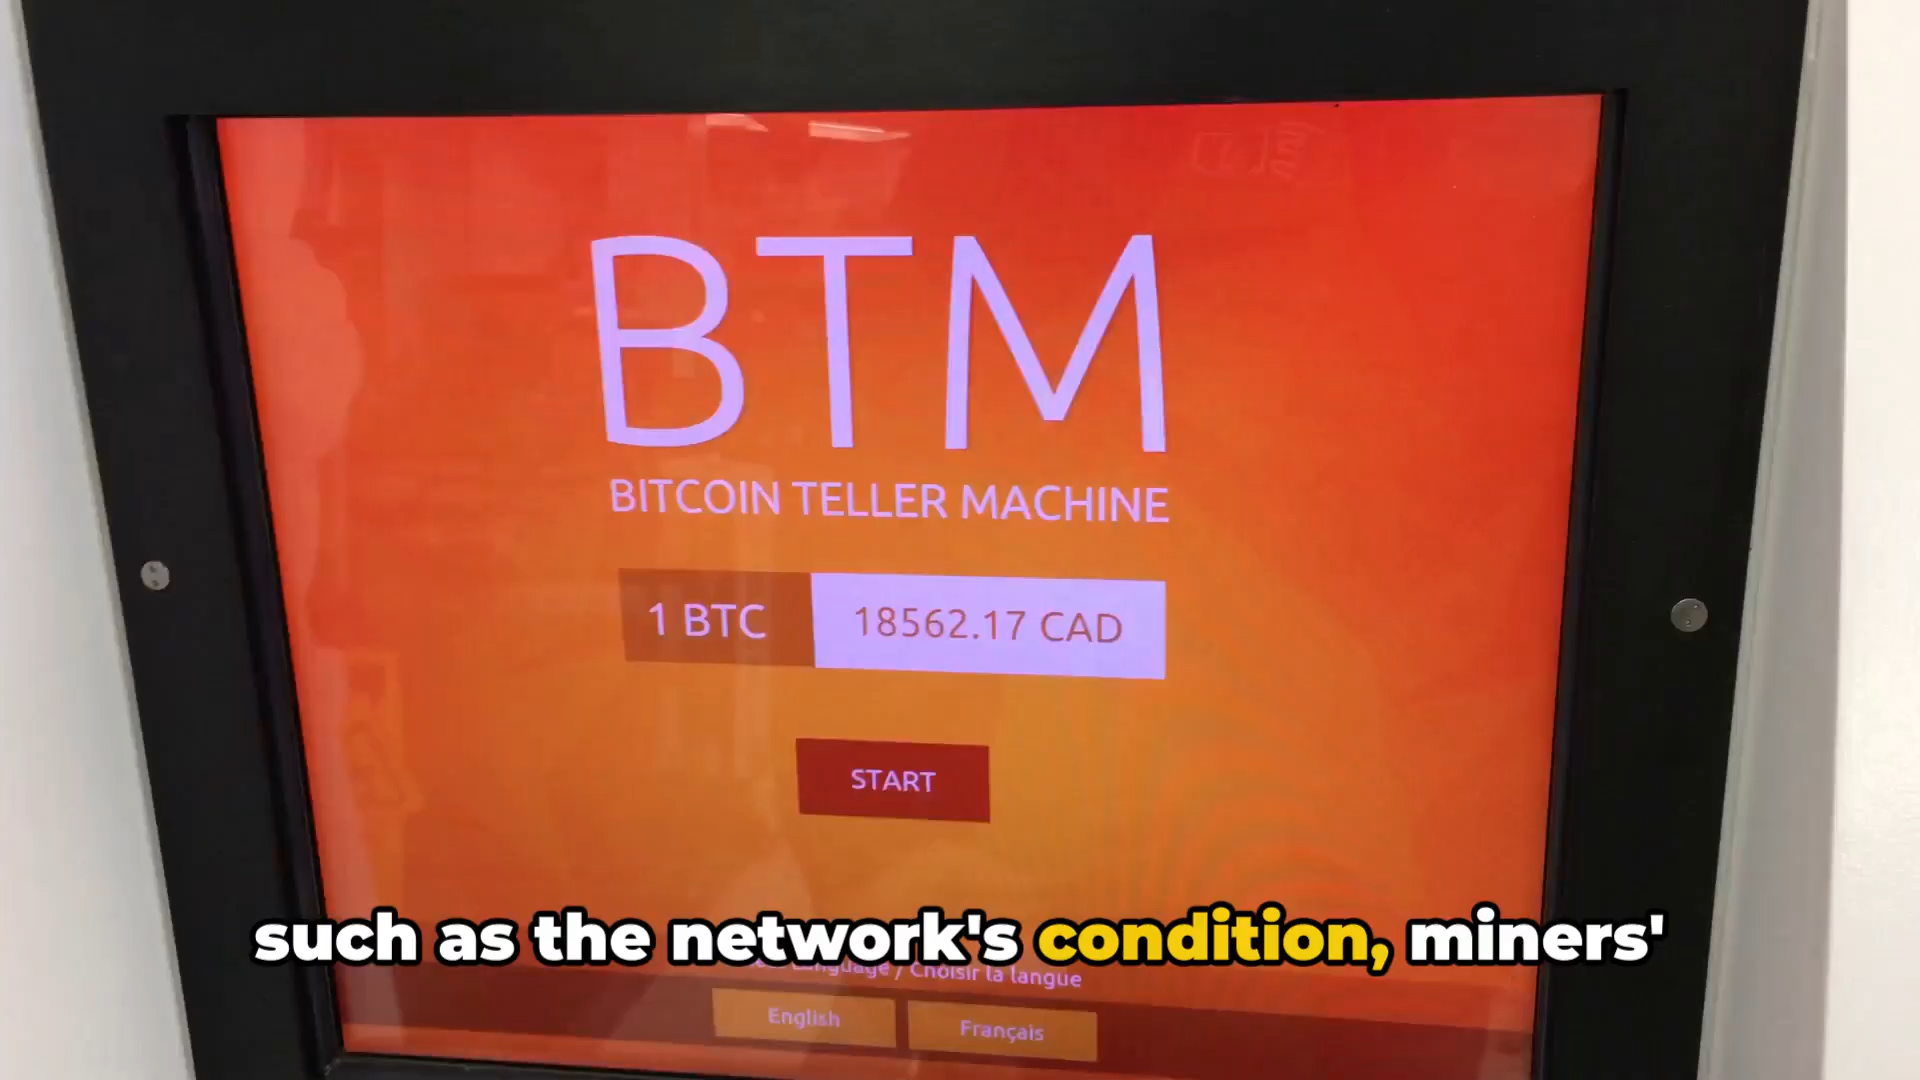 BTM
BITCOIN TELLER MACHINE
1 BTC 18562.17 CAD
START
such as the network's condition, miners'
Language / Choisir la langue
English Français